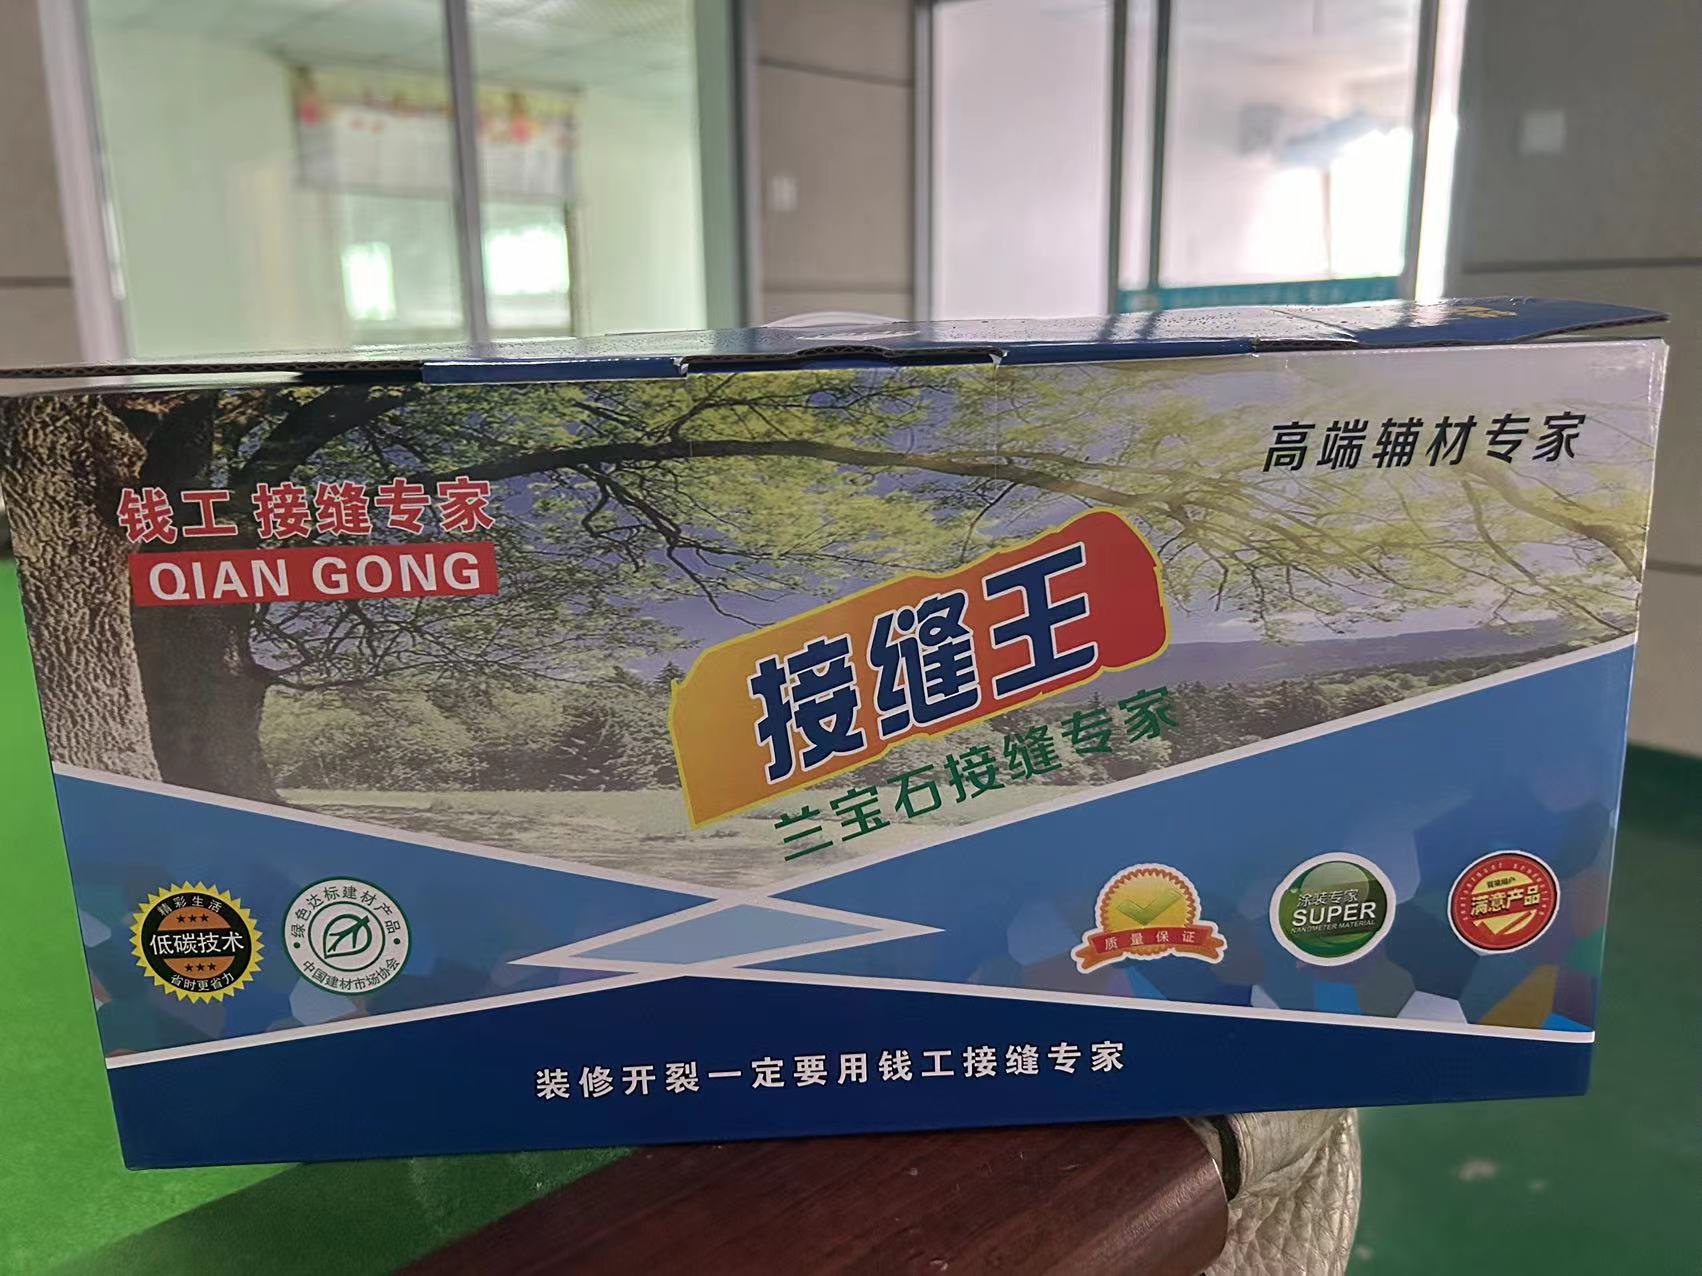 高端辅材专家
钱工 接缝专家
QIAN GONG
接缝王
兰宝石接缝专家
精彩生活
低碳技术
省时更省力
绿色达标建材产品
中国建材市场协会
质量保证
涂装专家
SUPER
NANDMETER MATERIAL
满意产品
装修开裂一定要用钱工接缝专家